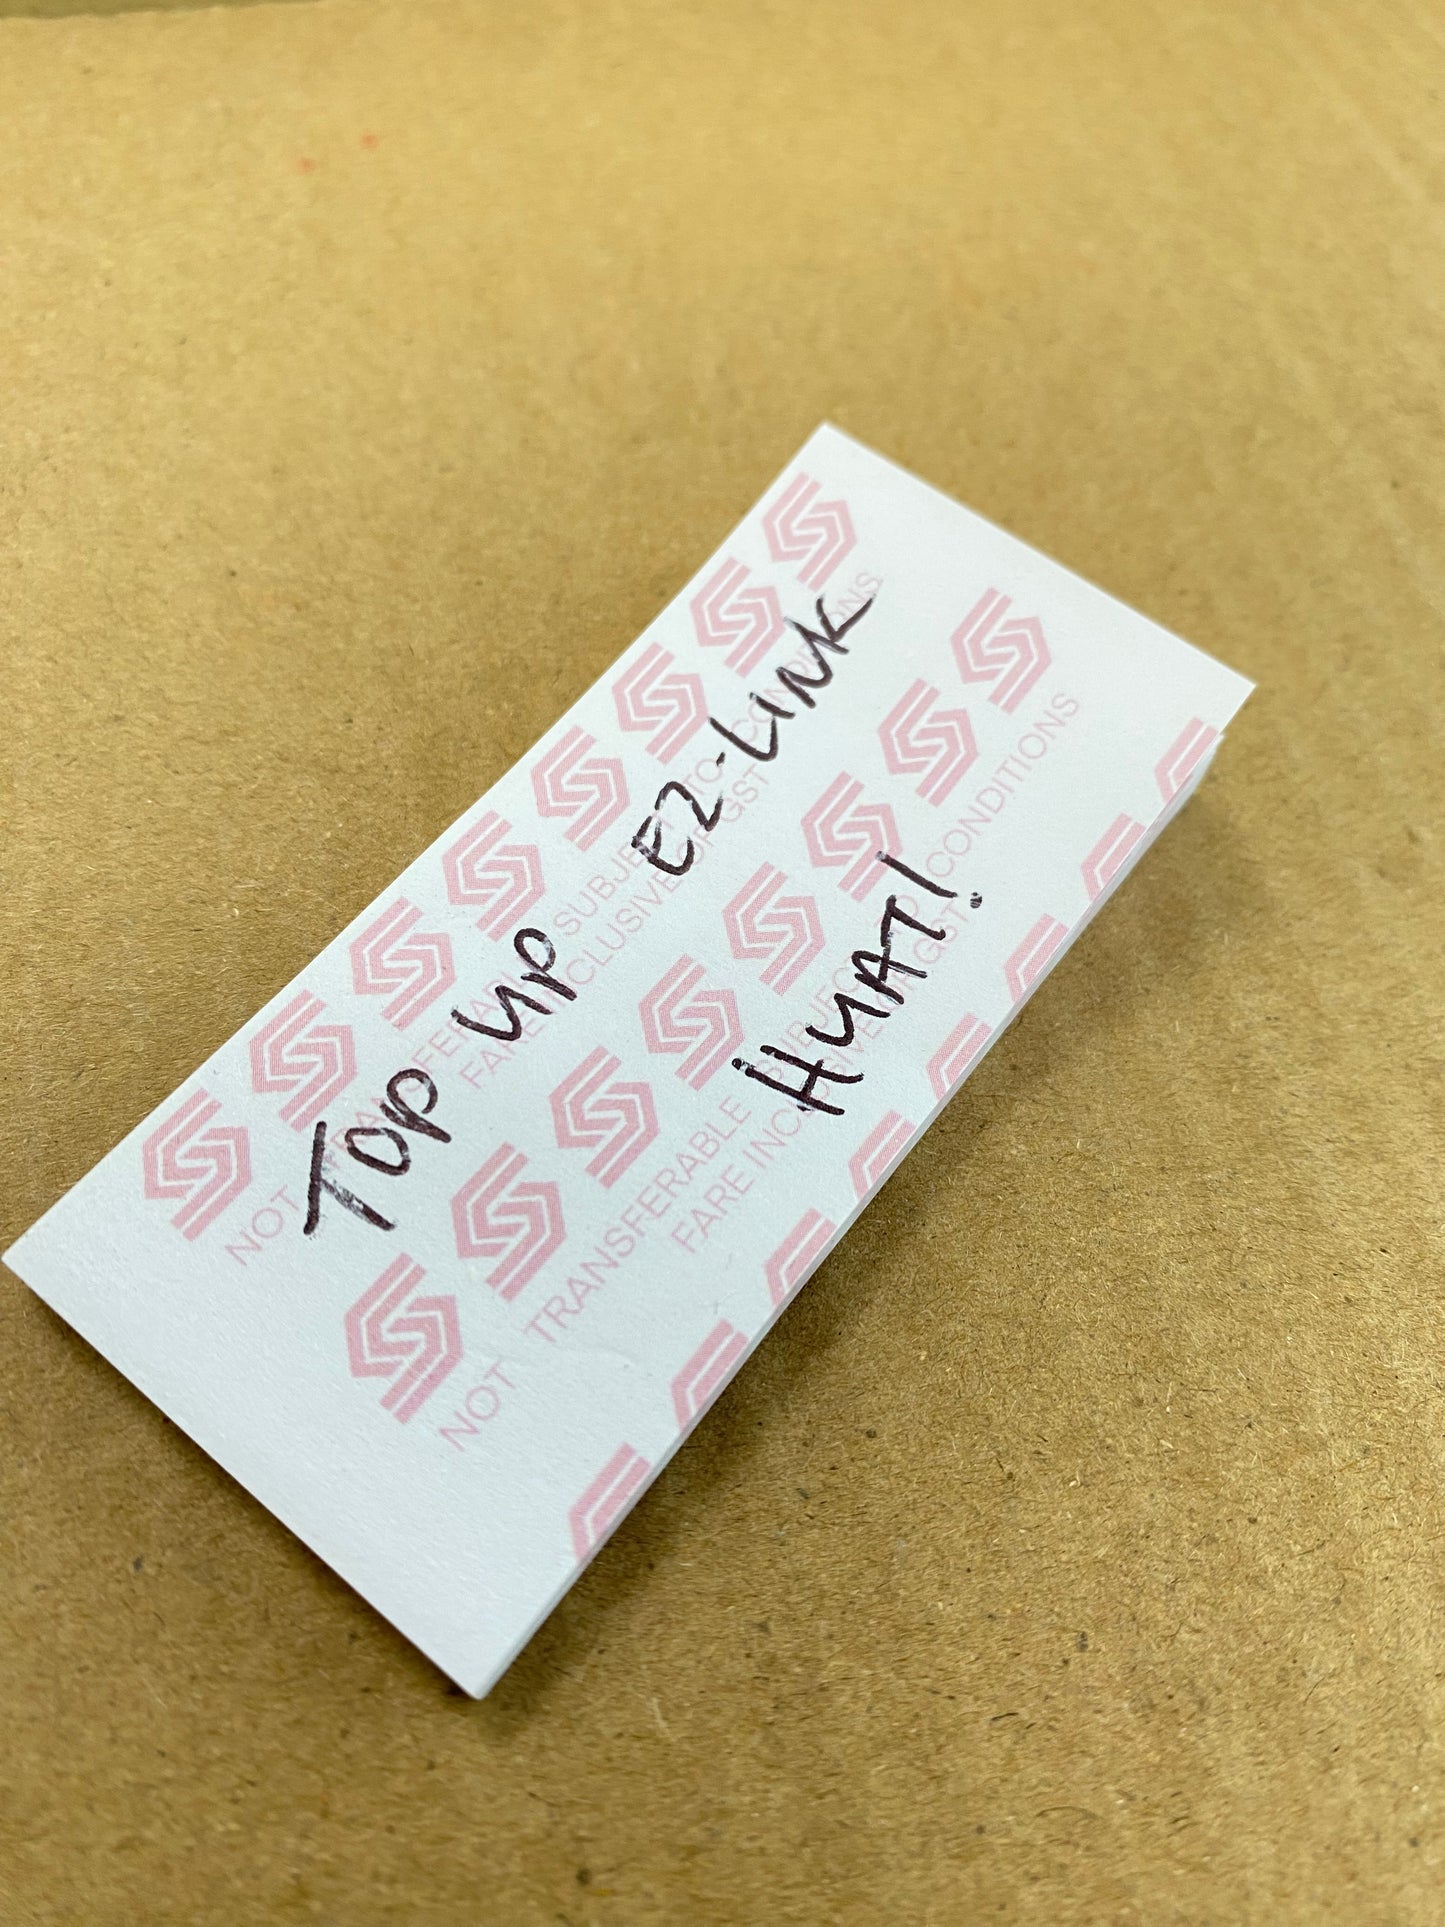 TOP UP EZ-LINK
HUAT!
NOT TRANSFERABLE SUBJECT TO CONDITIONS
FARE INCLUSIVE OF GST
NOT TRANSFERABLE SUBJECT TO CONDITIONS
FARE INCLUSIVE OF GST